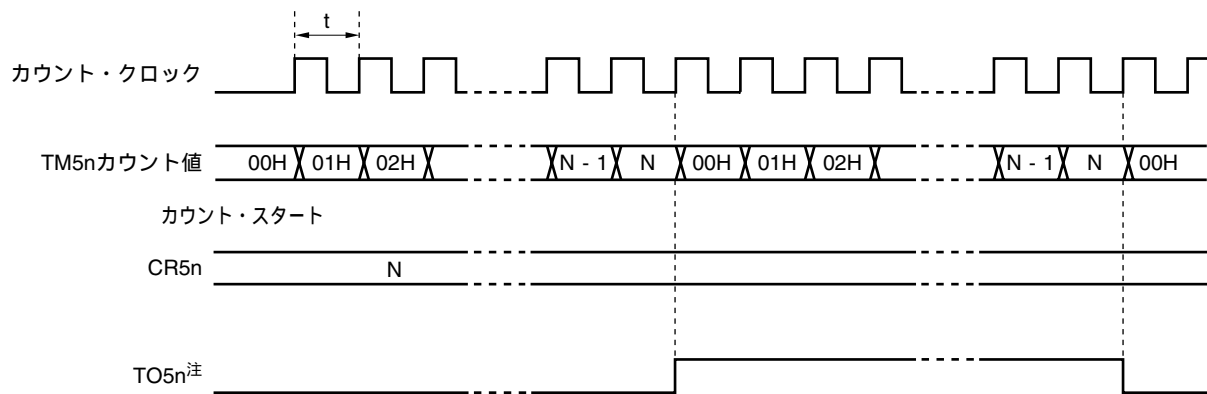 t
カウント・クロック
TM5nカウント値 00H 01H 02H N - 1 N 00H 01H 02H N - 1 N 00H
カウント・スタート
CR5n N
TO5n注